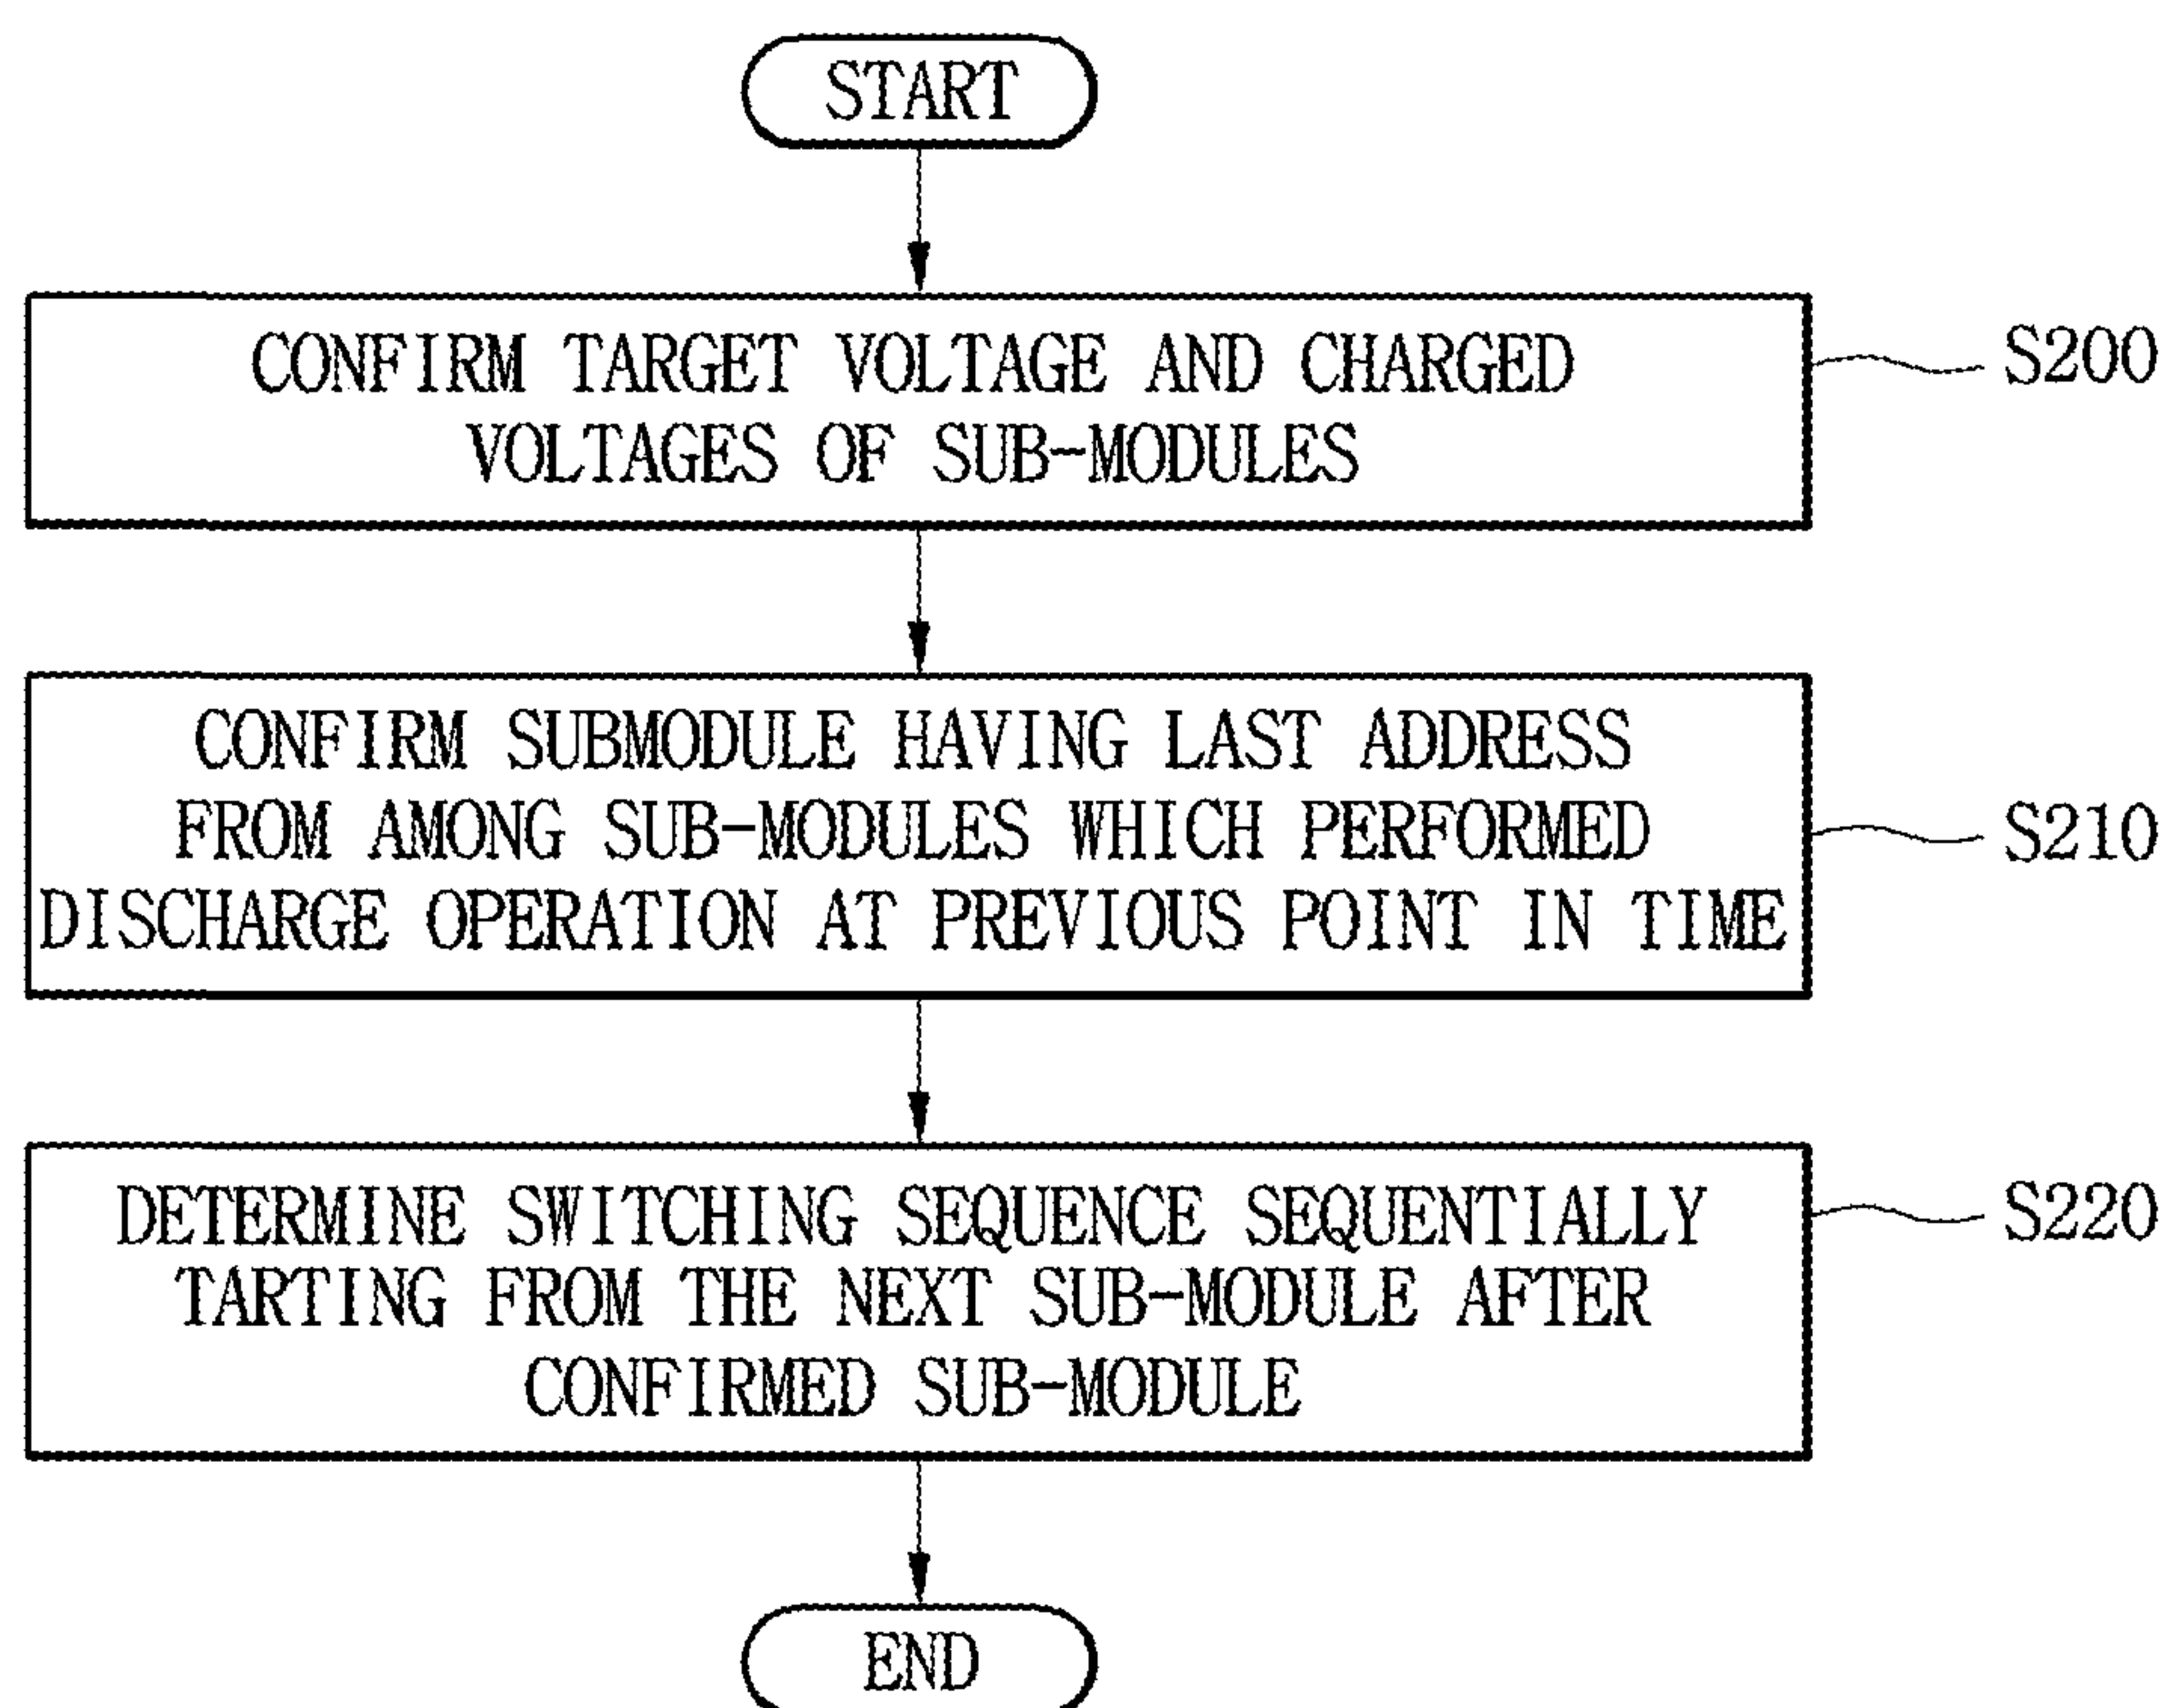 START
CONFIRM TARGET VOLTAGE AND CHARGED
VOLTAGES OF SUB-MODULES
S200
CONFIRM SUBMODULE HAVING LAST ADDRESS
FROM AMONG SUB-MODULES WHICH PERFORMED
DISCHARGE OPERATION AT PREVIOUS POINT IN TIME
S210
DETERMINE SWITCHING SEQUENCE SEQUENTIALLY
TARTING FROM THE NEXT SUB-MODULE AFTER
CONFIRMED SUB-MODULE
S220
END